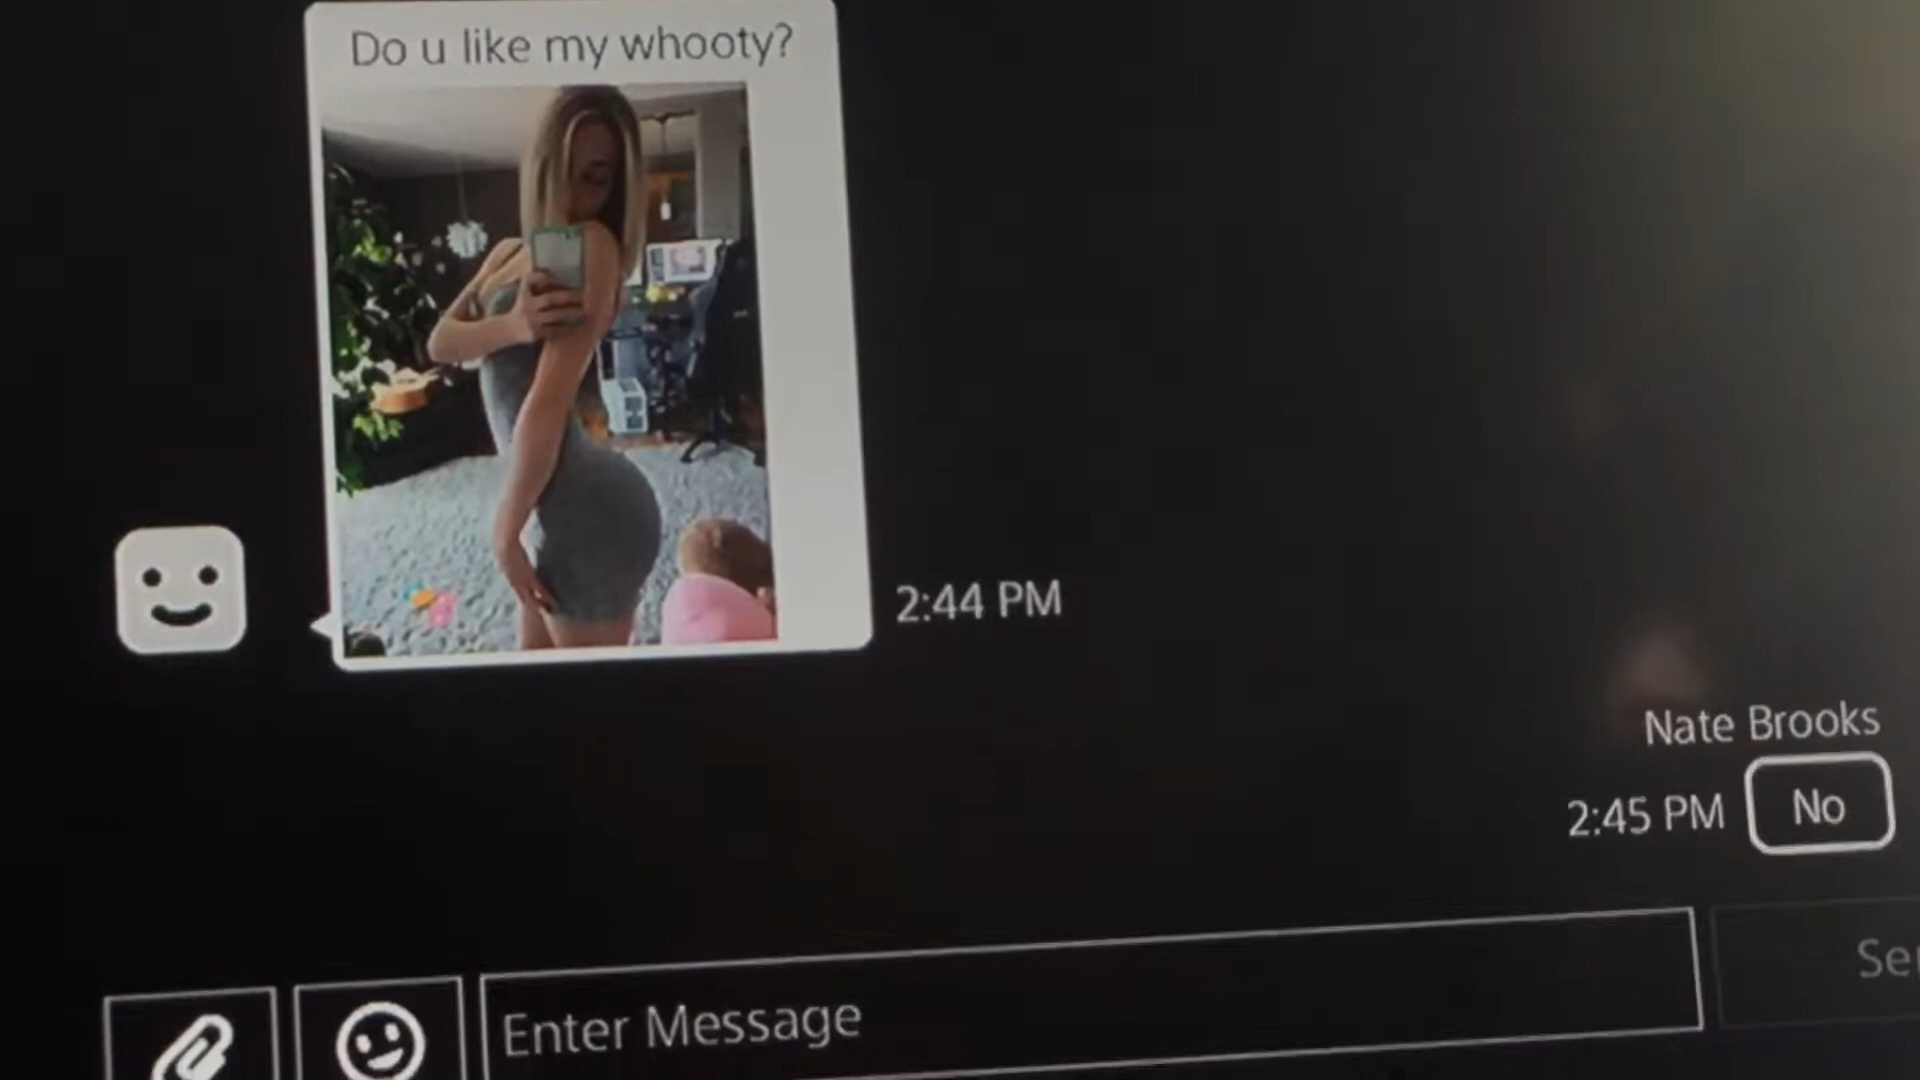 Do u like my whooty?
2:44 PM
Nate Brooks
2:45 PM No
Enter Message